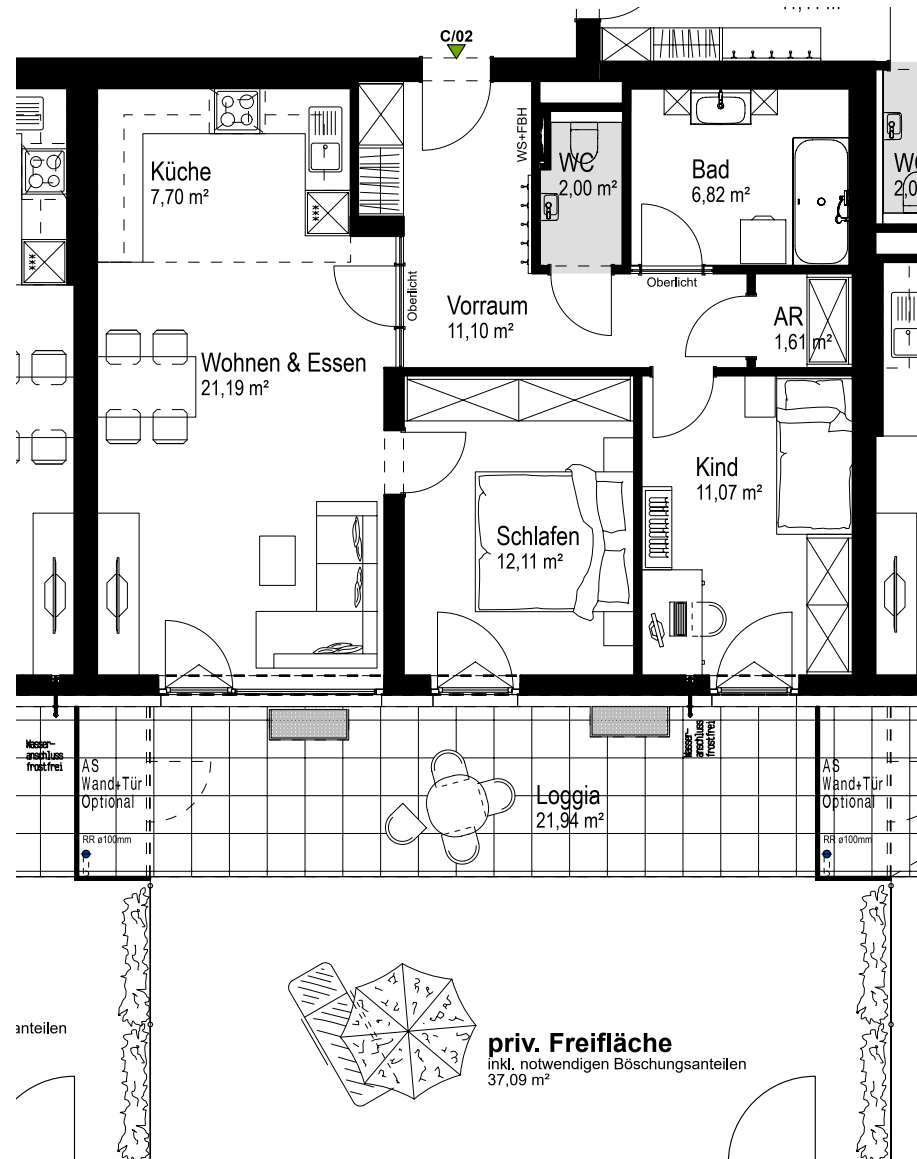 C/02
Küche
7,70 m²
WS+FBH
WC
2,00 m²
Bad
6,82 m²
WC
2,0
Oberlicht
Oberlicht
Vorraum
11,10 m²
AR
1,61 m²
Wohnen & Essen
21,19 m²
Kind
11,07 m²
Schlafen
12,11 m²
Wasser-
anschluss
frostfrei
Wasser-
anschluss
frostfrei
AS
Wand+Tür
Optional
RR ø100mm
Loggia
21,94 m²
AS
Wand+Tür
Optional
RR ø100mm
anteilen
priv. Freifläche
inkl. notwendigen Böschungsanteilen
37,09 m²